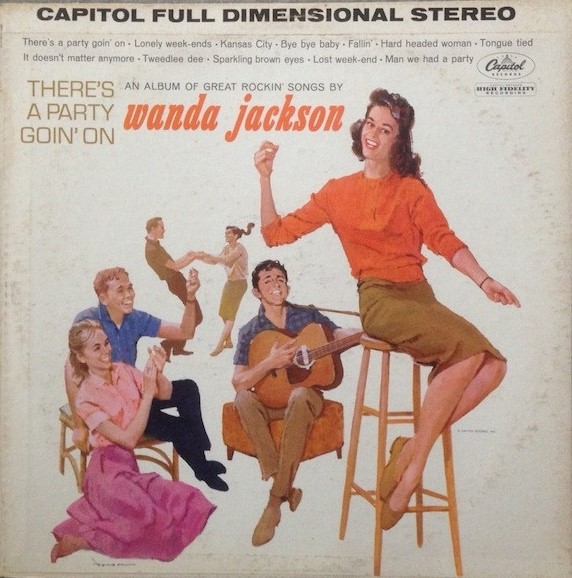 CAPITOL FULL DIMENSIONAL STEREO
There's a party goin' on • Lonely week-ends • Kansas City • Bye bye baby • Fallin' • Hard headed woman • Tongue tied
It doesn't matter anymore • Tweedlee dee • Sparkling brown eyes • Lost week-end • Man we had a party
Capitol
RECORDS
HIGH FIDELITY
RECORDING
THERE'S
A PARTY
GOIN' ON
AN ALBUM OF GREAT ROCKIN' SONGS BY
wanda jackson